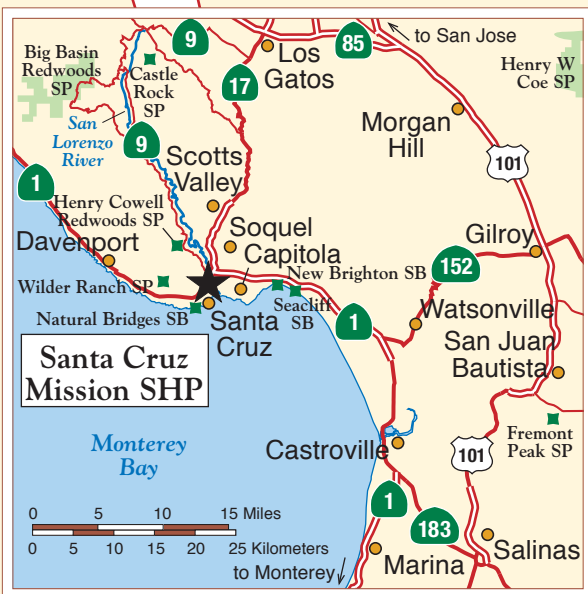 9
85
to San Jose
Big Basin
Redwoods
SP
Castle
Rock
SP
Los
Gatos
Henry W
Coe SP
17
San
Lorenzo
River
9
Morgan
Hill
Scotts
Valley
101
1
Henry Cowell
Redwoods SP
Davenport
Soquel
Capitola
Gilroy
152
New Brighton SB
Wilder Ranch SP
Natural Bridges SB
Santa
Cruz
Seacliff
SB
1
Watsonville
San Juan
Bautista
Santa Cruz
Mission SHP
Monterey
Bay
Castroville
101
Fremont
Peak SP
0 5 10 15 Miles
0 5 10 15 20 25 Kilometers
1
183
to Monterey
Marina
Salinas